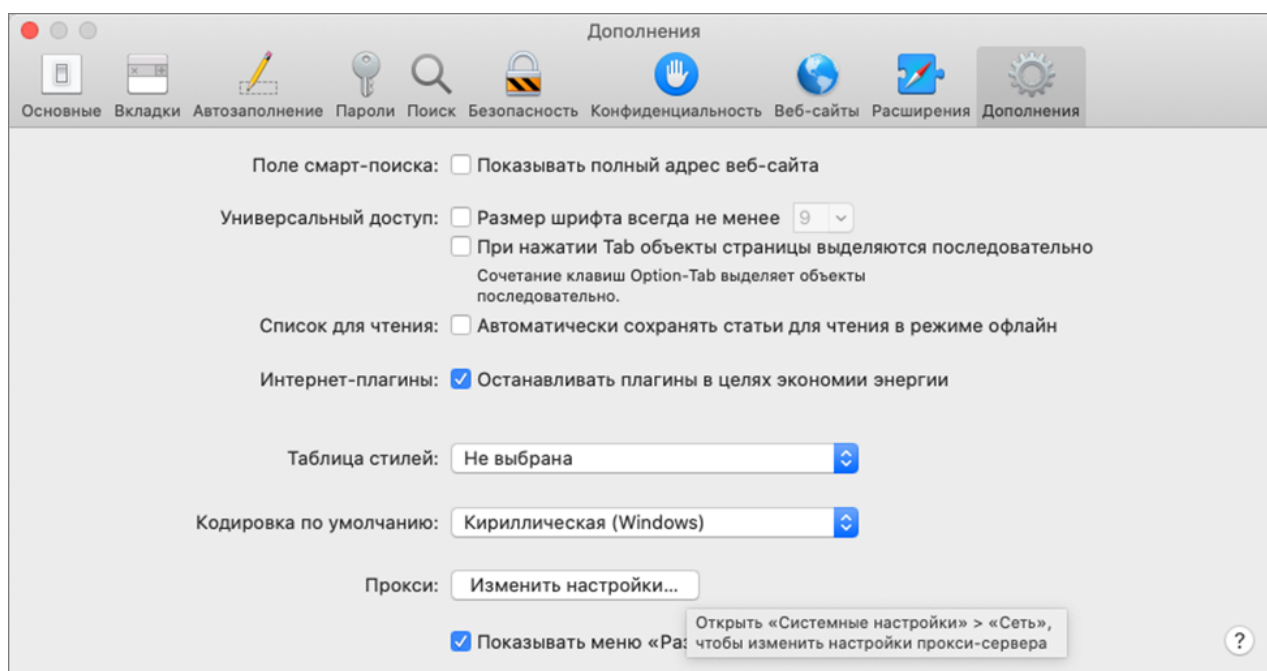 Дополнения
Основные Вкладки Автозаполнение Пароли Поиск Безопасность Конфиденциальность Веб-сайты Расширения Дополнения
Поле смарт-поиска: Показывать полный адрес веб-сайта
Универсальный доступ: Размер шрифта всегда не менее 9
При нажатии Tab объекты страницы выделяются последовательно
Сочетание клавиш Option-Tab выделяет объекты
последовательно.
Список для чтения: Автоматически сохранять статьи для чтения в режиме офлайн
Интернет-плагины: Останавливать плагины в целях экономии энергии
Таблица стилей: Не выбрана
Кодировка по умолчанию: Кириллическая (Windows)
Прокси: Изменить настройки...
Открыть «Системные настройки» > «Сеть»,
чтобы изменить настройки прокси-сервера
Показывать меню «Раз
?